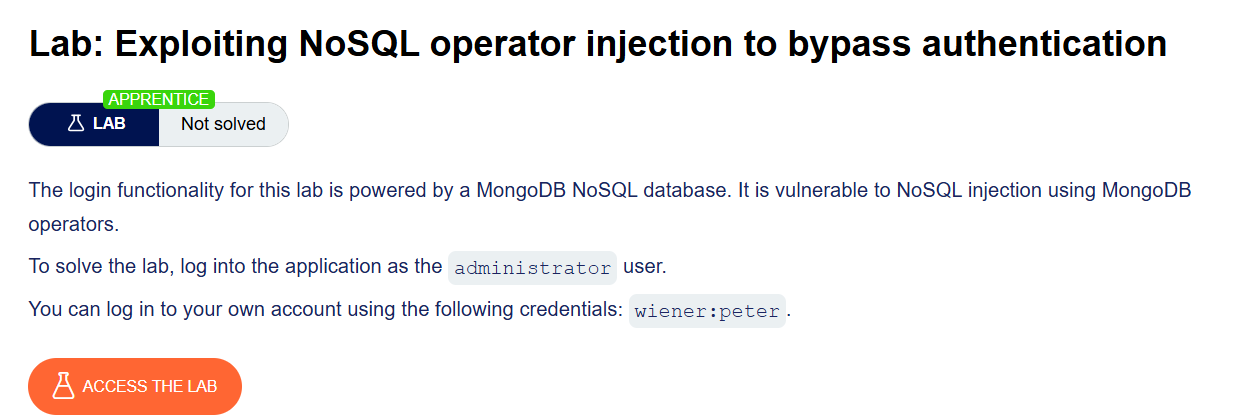 Lab: Exploiting NoSQL operator injection to bypass authentication
APPRENTICE
LAB
Not solved
The login functionality for this lab is powered by a MongoDB NoSQL database. It is vulnerable to NoSQL injection using MongoDB
operators.
To solve the lab, log into the application as the administrator user.
You can log in to your own account using the following credentials: wiener:peter.
ACCESS THE LAB